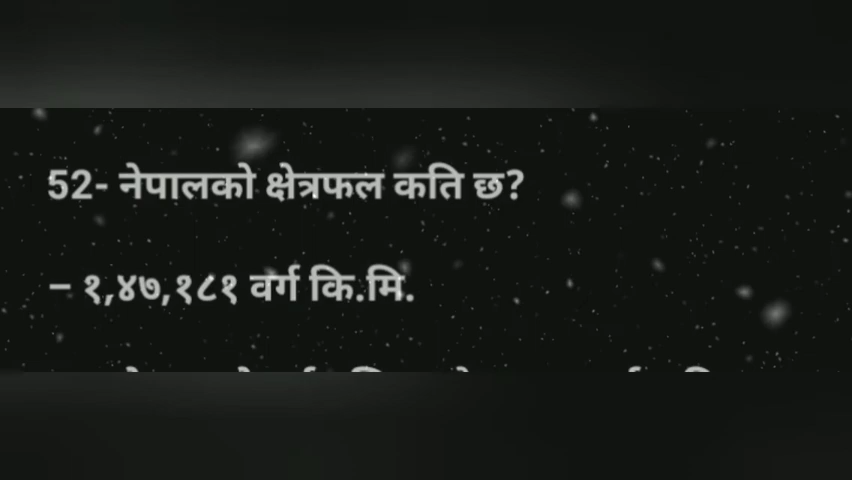 52- नेपालको क्षेत्रफल कति छ?
– १,४७,१८१ वर्ग कि.मि.